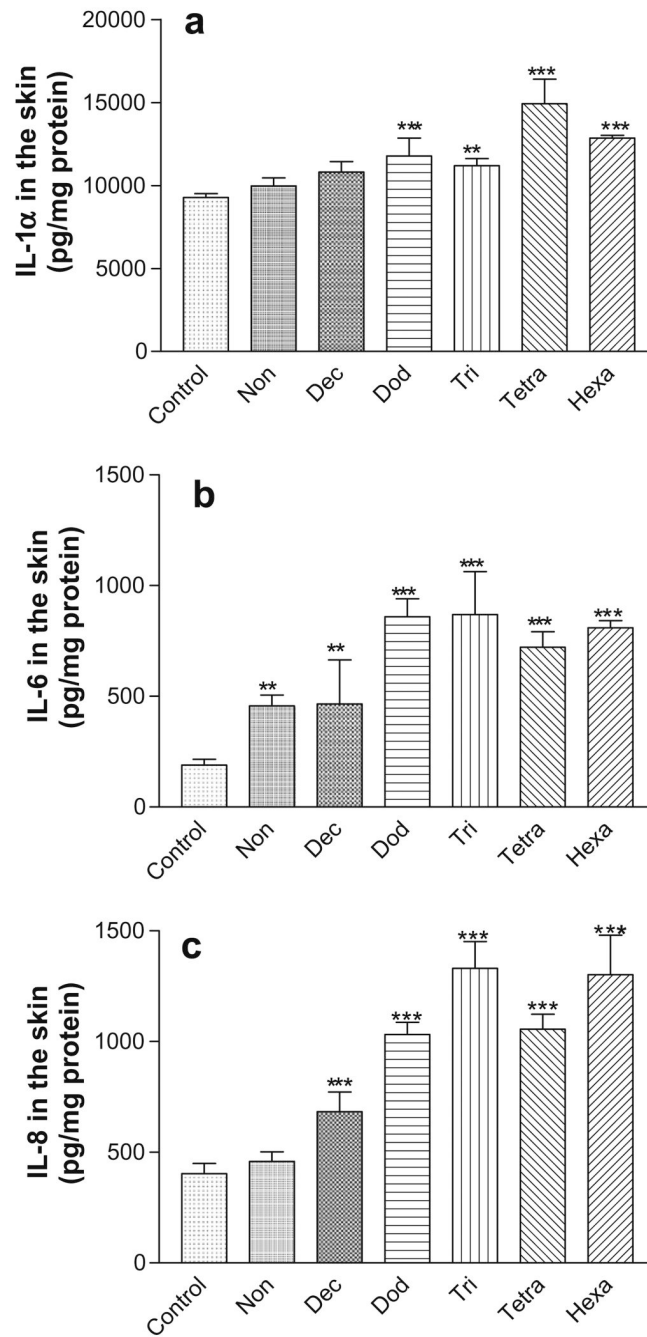 a
IL-1α in the skin
(pg/mg protein)
20000
15000
10000
5000
0
***
**
***
***
Control
Non
Dec
Dod
Tri
Tetra
Hexa
b
IL-6 in the skin
(pg/mg protein)
1500
1000
500
0
**
**
***
***
***
***
Control
Non
Dec
Dod
Tri
Tetra
Hexa
c
IL-8 in the skin
(pg/mg protein)
1500
1000
500
0
***
***
***
***
***
Control
Non
Dec
Dod
Tri
Tetra
Hexa